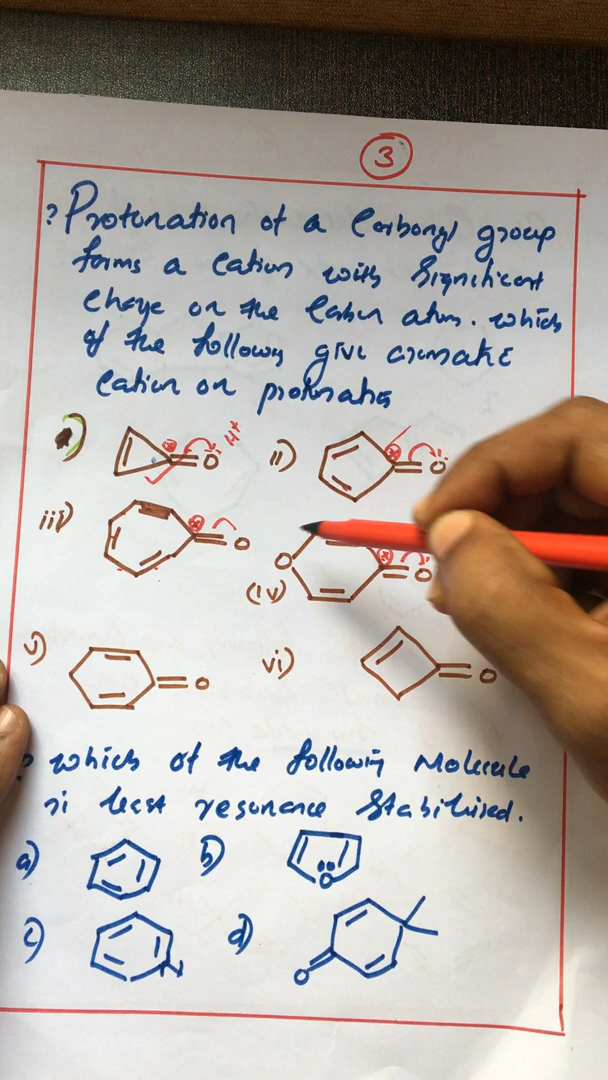 3
? Protonation of a Carbonyl group
forms a Cation with Significant
Charge on the Carbon atom. which
of the following give aromatic
Cation on protonation
i) O H+ ii) O
iii) O
O O
(iv)
v) O vi) O
? which of the following Molecule
is least resonance Stabilised.
a) b) O
c) N d) O